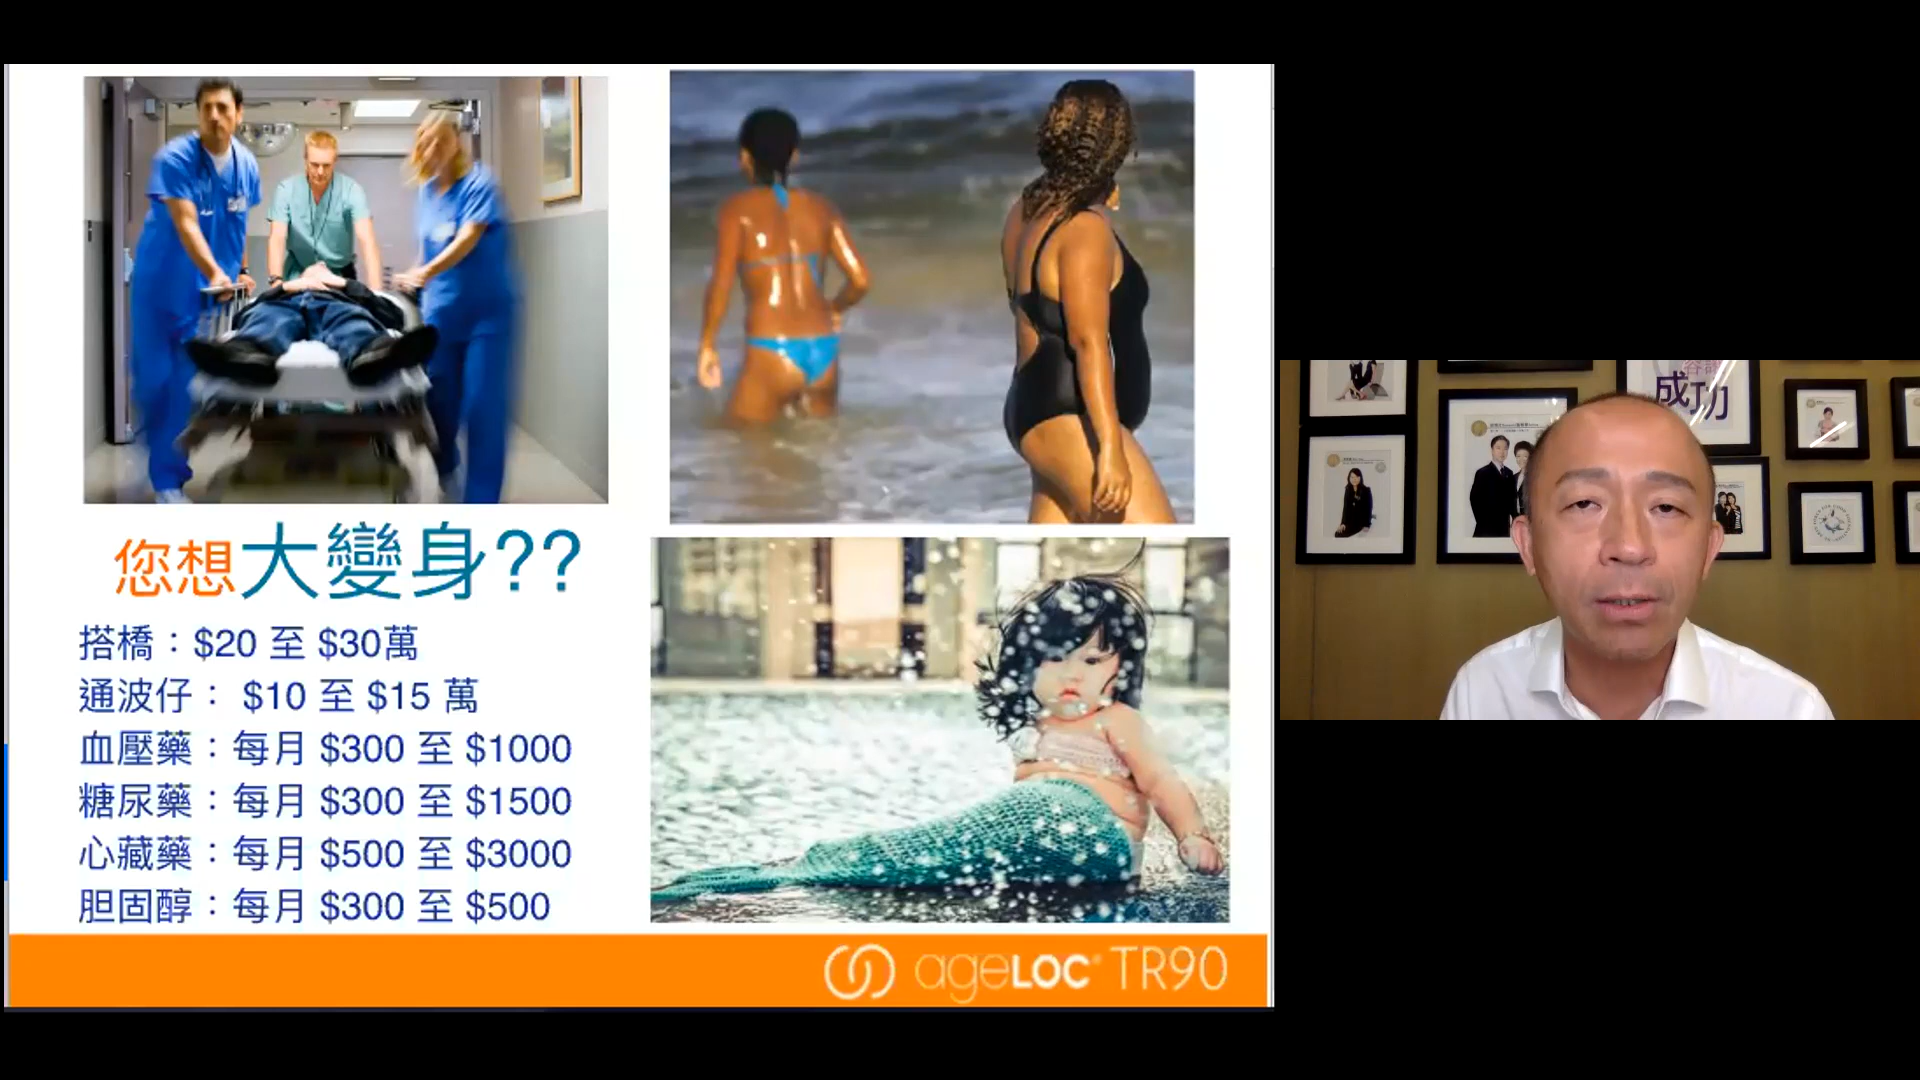 您想大變身??
搭橋：$20 至 $30萬
通波仔： $10 至 $15 萬
血壓藥：每月 $300 至 $1000
糖尿藥：每月 $300 至 $1500
心藏藥：每月 $500 至 $3000
胆固醇：每月 $300 至 $500
ageLOC® TR90
成功